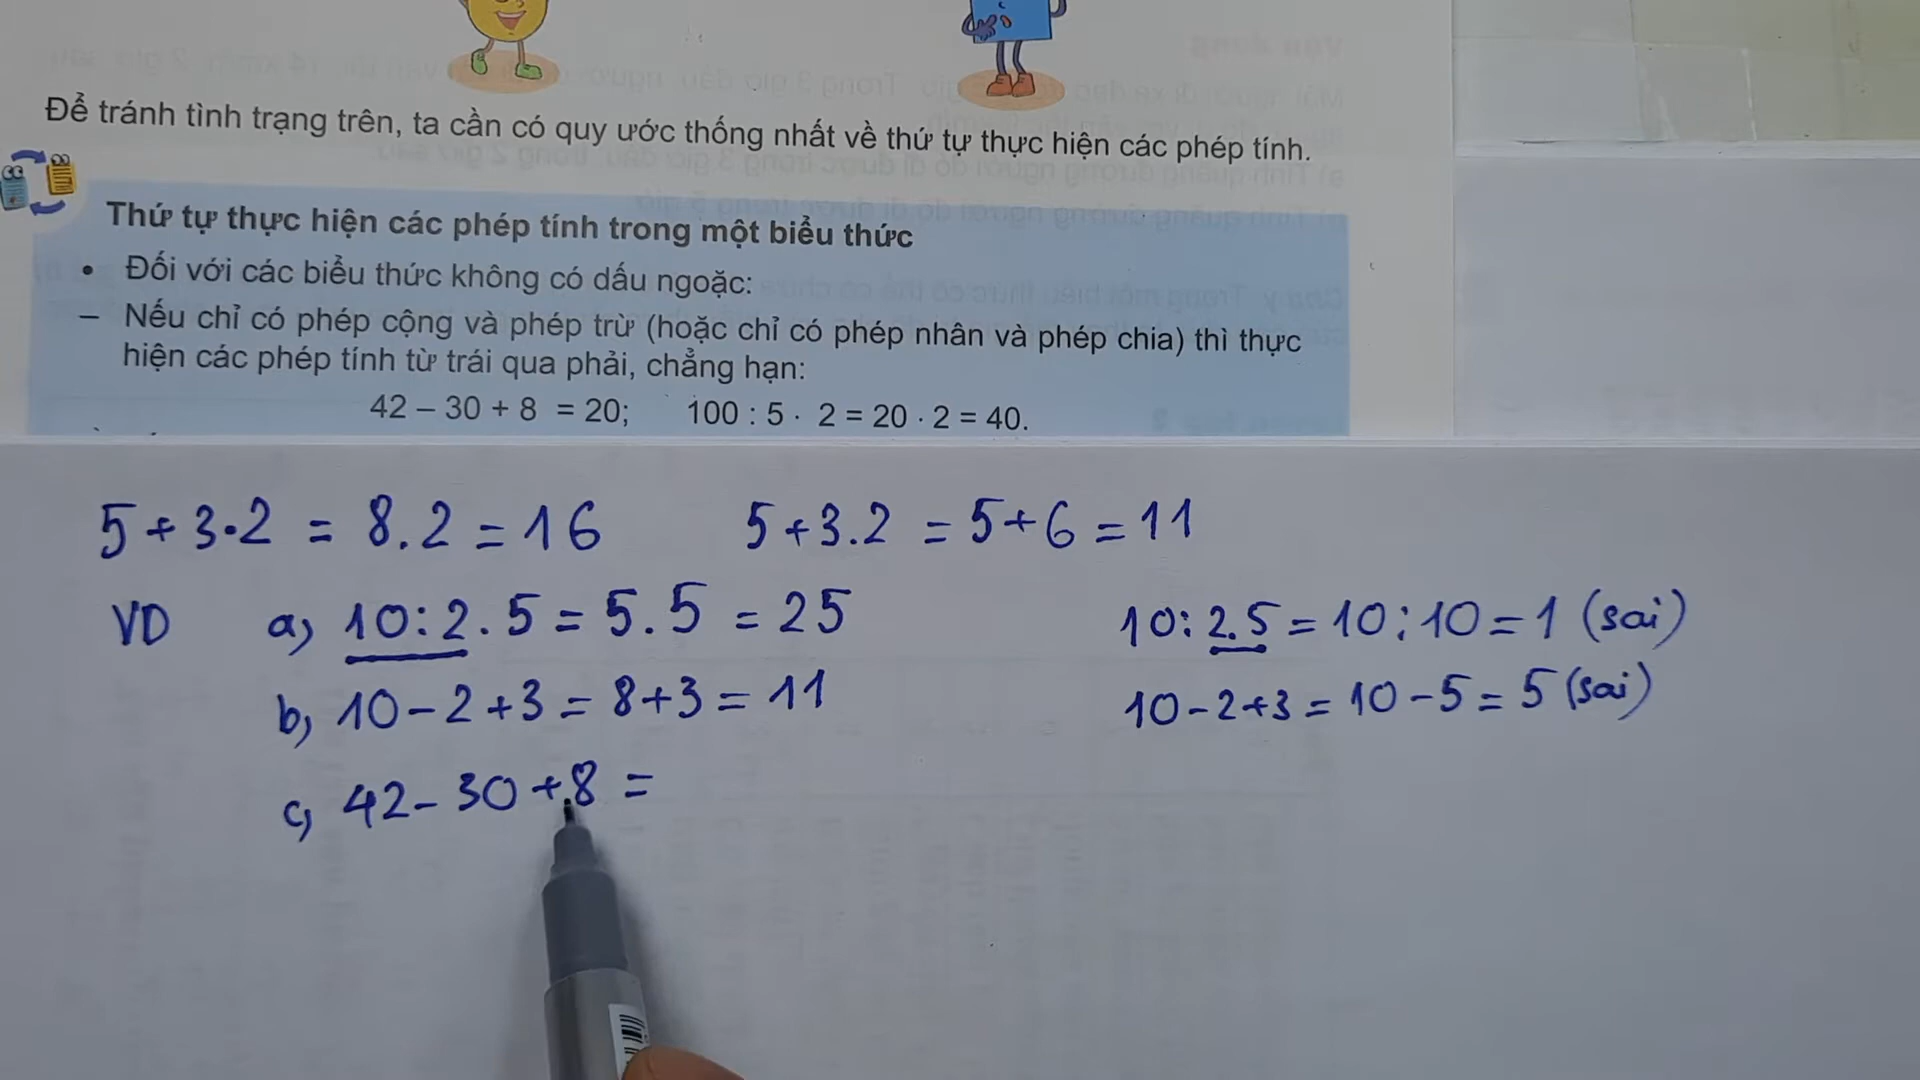 Để tránh tình trạng trên, ta cần có quy ước thống nhất về thứ tự thực hiện các phép tính.
Thứ tự thực hiện các phép tính trong một biểu thức
• Đối với các biểu thức không có dấu ngoặc:
– Nếu chỉ có phép cộng và phép trừ (hoặc chỉ có phép nhân và phép chia) thì thực
hiện các phép tính từ trái qua phải, chẳng hạn:
42 – 30 + 8 = 20; 100 : 5 · 2 = 20 · 2 = 40.
5 + 3 . 2 = 8 . 2 = 16 5 + 3 . 2 = 5 + 6 = 11
VD a) 10 : 2 . 5 = 5 . 5 = 25 10 : 2 . 5 = 10 : 10 = 1 (sai)
b) 10 - 2 + 3 = 8 + 3 = 11 10 - 2 + 3 = 10 - 5 = 5 (sai)
c) 42 - 30 + 8 =